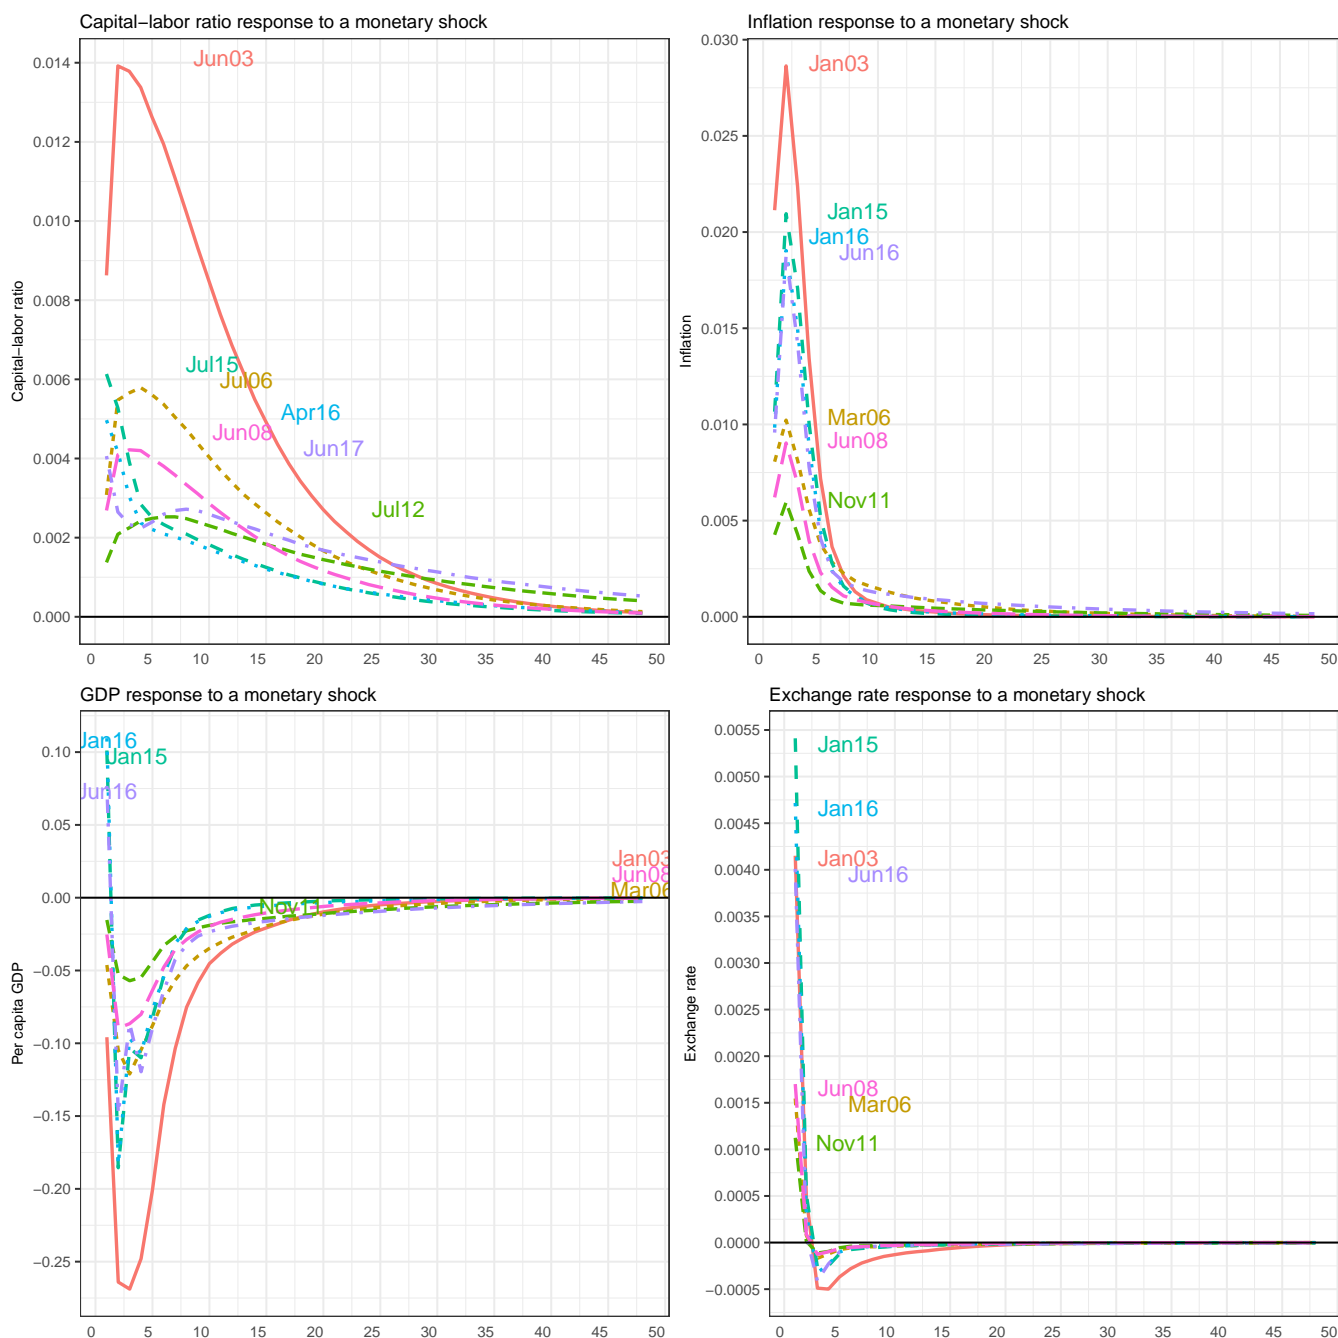 Capital−labor ratio response to a monetary shock
Capital−labor ratio
0.014
0.012
0.010
0.008
0.006
0.004
0.002
0.000
Jun03
Jul15
Jul06
Apr16
Jun08
Jun17
Jul12
0 5 10 15 20 25 30 35 40 45 50
Inflation response to a monetary shock
Inflation
0.030
0.025
0.020
0.015
0.010
0.005
0.000
Jan03
Jan15
Jan16
Jun16
Mar06
Jun08
Nov11
0 5 10 15 20 25 30 35 40 45 50
GDP response to a monetary shock
Per capita GDP
0.10
0.05
0.00
−0.05
−0.10
−0.15
−0.20
−0.25
Jan16
Jan15
Jun16
Jan03
Jun08
Mar06
Nov11
0 5 10 15 20 25 30 35 40 45 50
Exchange rate response to a monetary shock
Exchange rate
0.0055
0.0050
0.0045
0.0040
0.0035
0.0030
0.0025
0.0020
0.0015
0.0010
0.0005
0.0000
−0.0005
Jan15
Jan16
Jan03
Jun16
Jun08
Mar06
Nov11
0 5 10 15 20 25 30 35 40 45 50